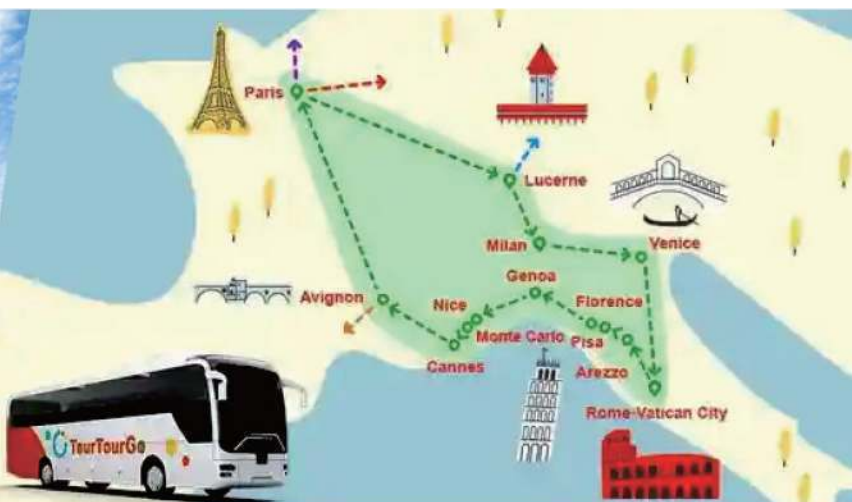 Paris
Lucerne
Milan
Venice
Genoa
Avignon
Nice
Florence
Monte Carlo
Pisa
Cannes
Arezzo
Rome-Vatican City
TourTourGo